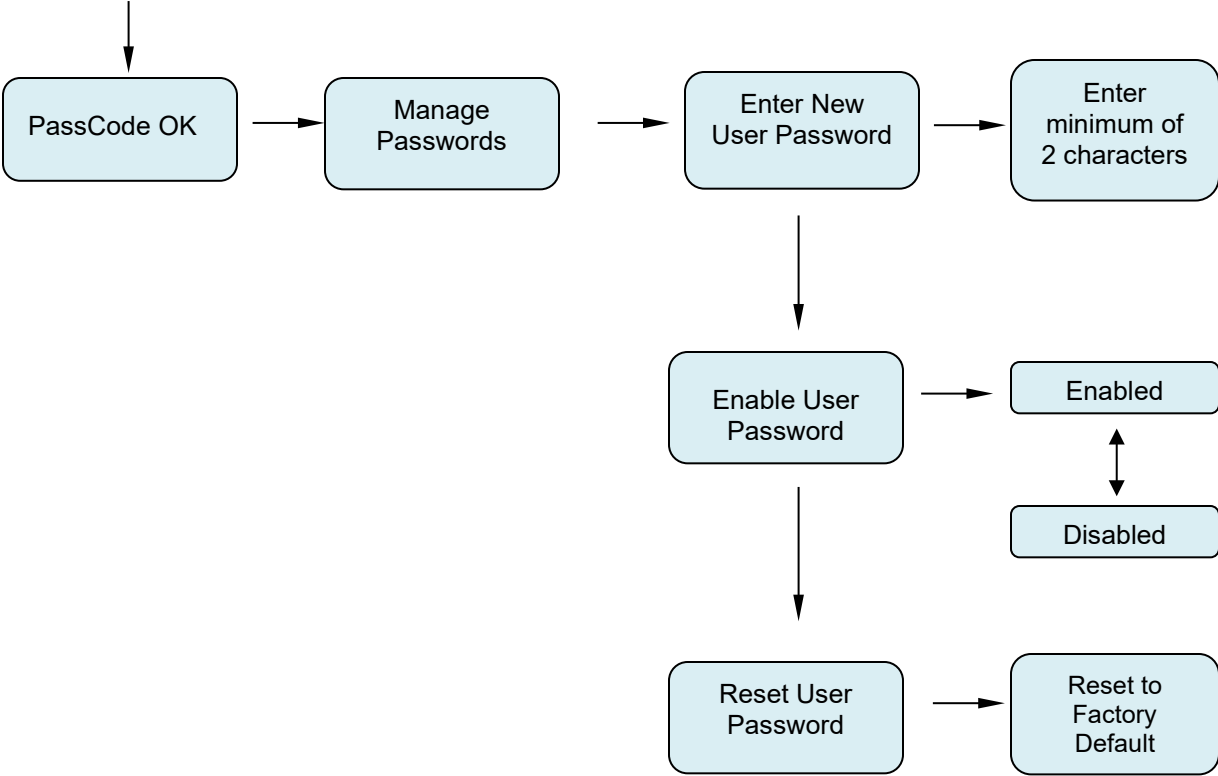 PassCode OK
Manage
Passwords
Enter New
User Password
Enter
minimum of
2 characters
Enable User
Password
Enabled
Disabled
Reset User
Password
Reset to
Factory
Default